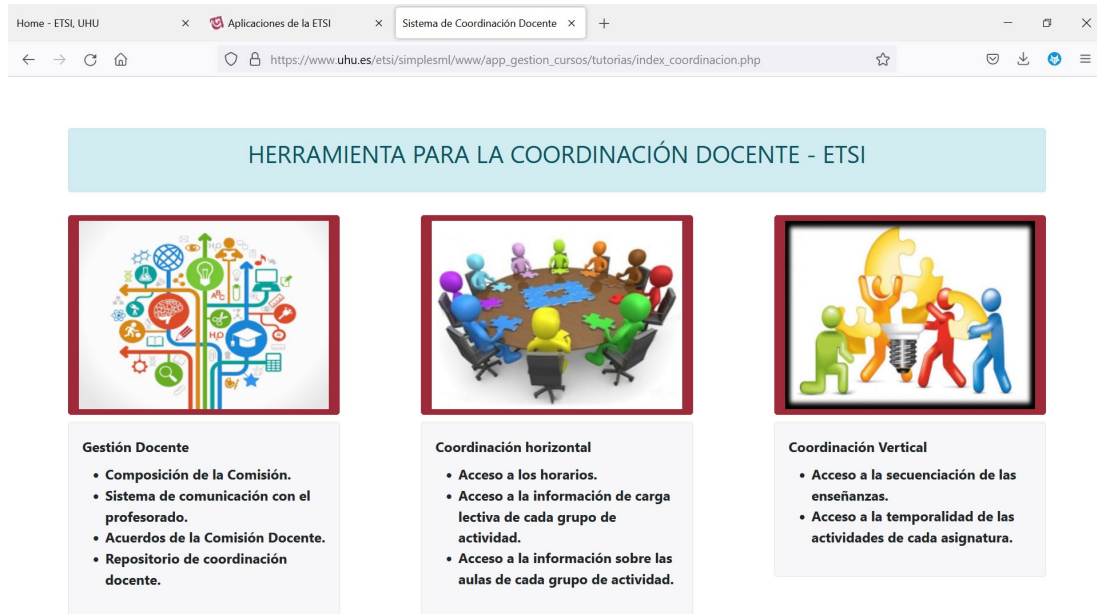 Home - ETSI, UHU
Aplicaciones de la ETSI
Sistema de Coordinación Docente
https://www.uhu.es/etsi/simplesml/www/app_gestion_cursos/tutorias/index_coordinacion.php
HERRAMIENTA PARA LA COORDINACIÓN DOCENTE - ETSI
H₂O
ABC
H₂O
Gestión Docente
• Composición de la Comisión.
• Sistema de comunicación con el
profesorado.
• Acuerdos de la Comisión Docente.
• Repositorio de coordinación
docente.
Coordinación horizontal
• Acceso a los horarios.
• Acceso a la información de carga
lectiva de cada grupo de
actividad.
• Acceso a la información sobre las
aulas de cada grupo de actividad.
Coordinación Vertical
• Acceso a la secuenciación de las
enseñanzas.
• Acceso a la temporalidad de las
actividades de cada asignatura.